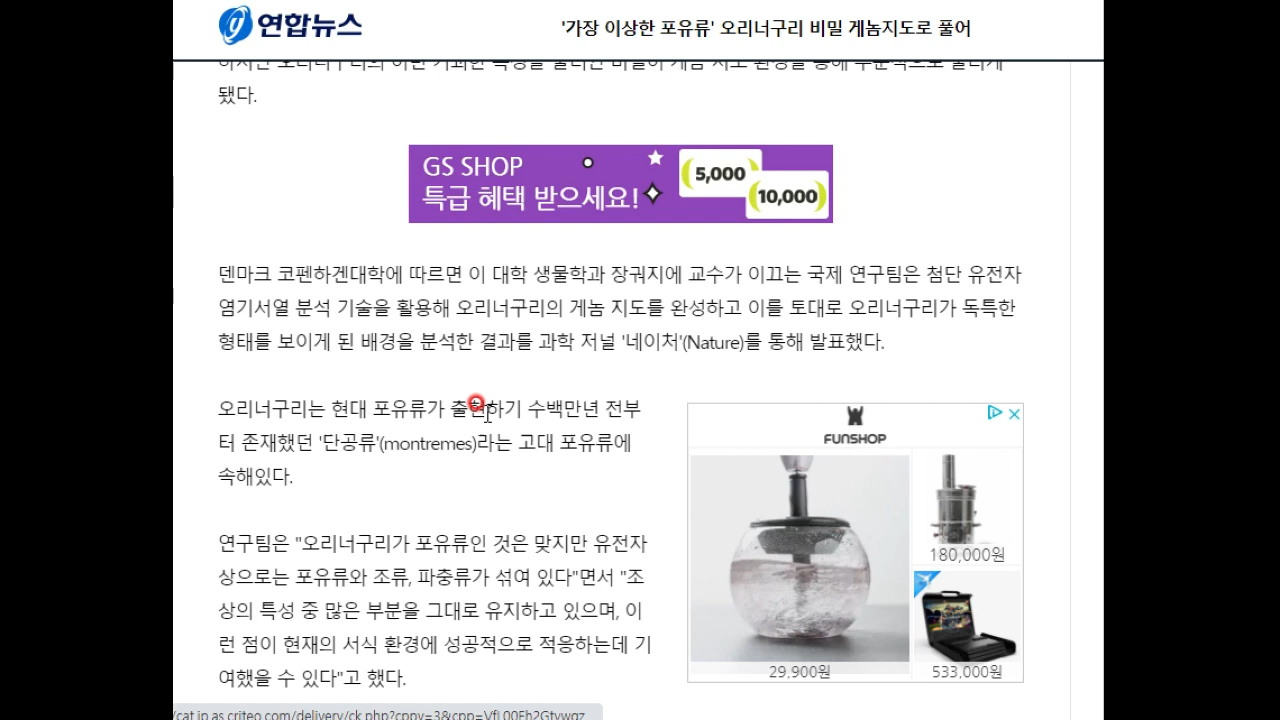 연합뉴스
'가장 이상한 포유류' 오리너구리 비밀 게놈지도로 풀어
됐다.
GS SHOP
특급 혜택 받으세요!
5,000
10,000
덴마크 코펜하겐대학에 따르면 이 대학 생물학과 장궈지에 교수가 이끄는 국제 연구팀은 첨단 유전자
염기서열 분석 기술을 활용해 오리너구리의 게놈 지도를 완성하고 이를 토대로 오리너구리가 독특한
형태를 보이게 된 배경을 분석한 결과를 과학 저널 '네이처'(Nature)를 통해 발표했다.
오리너구리는 현대 포유류가 출현하기 수백만년 전부
터 존재했던 '단공류'(montremes)라는 고대 포유류에
속해있다.
연구팀은 "오리너구리가 포유류인 것은 맞지만 유전자
상으로는 포유류와 조류, 파충류가 섞여 있다"면서 "조
상의 특성 중 많은 부분을 그대로 유지하고 있으며, 이
런 점이 현재의 서식 환경에 성공적으로 적응하는데 기
여했을 수 있다"고 했다.
FUNSHOP
180,000원
29,900원
533,000원